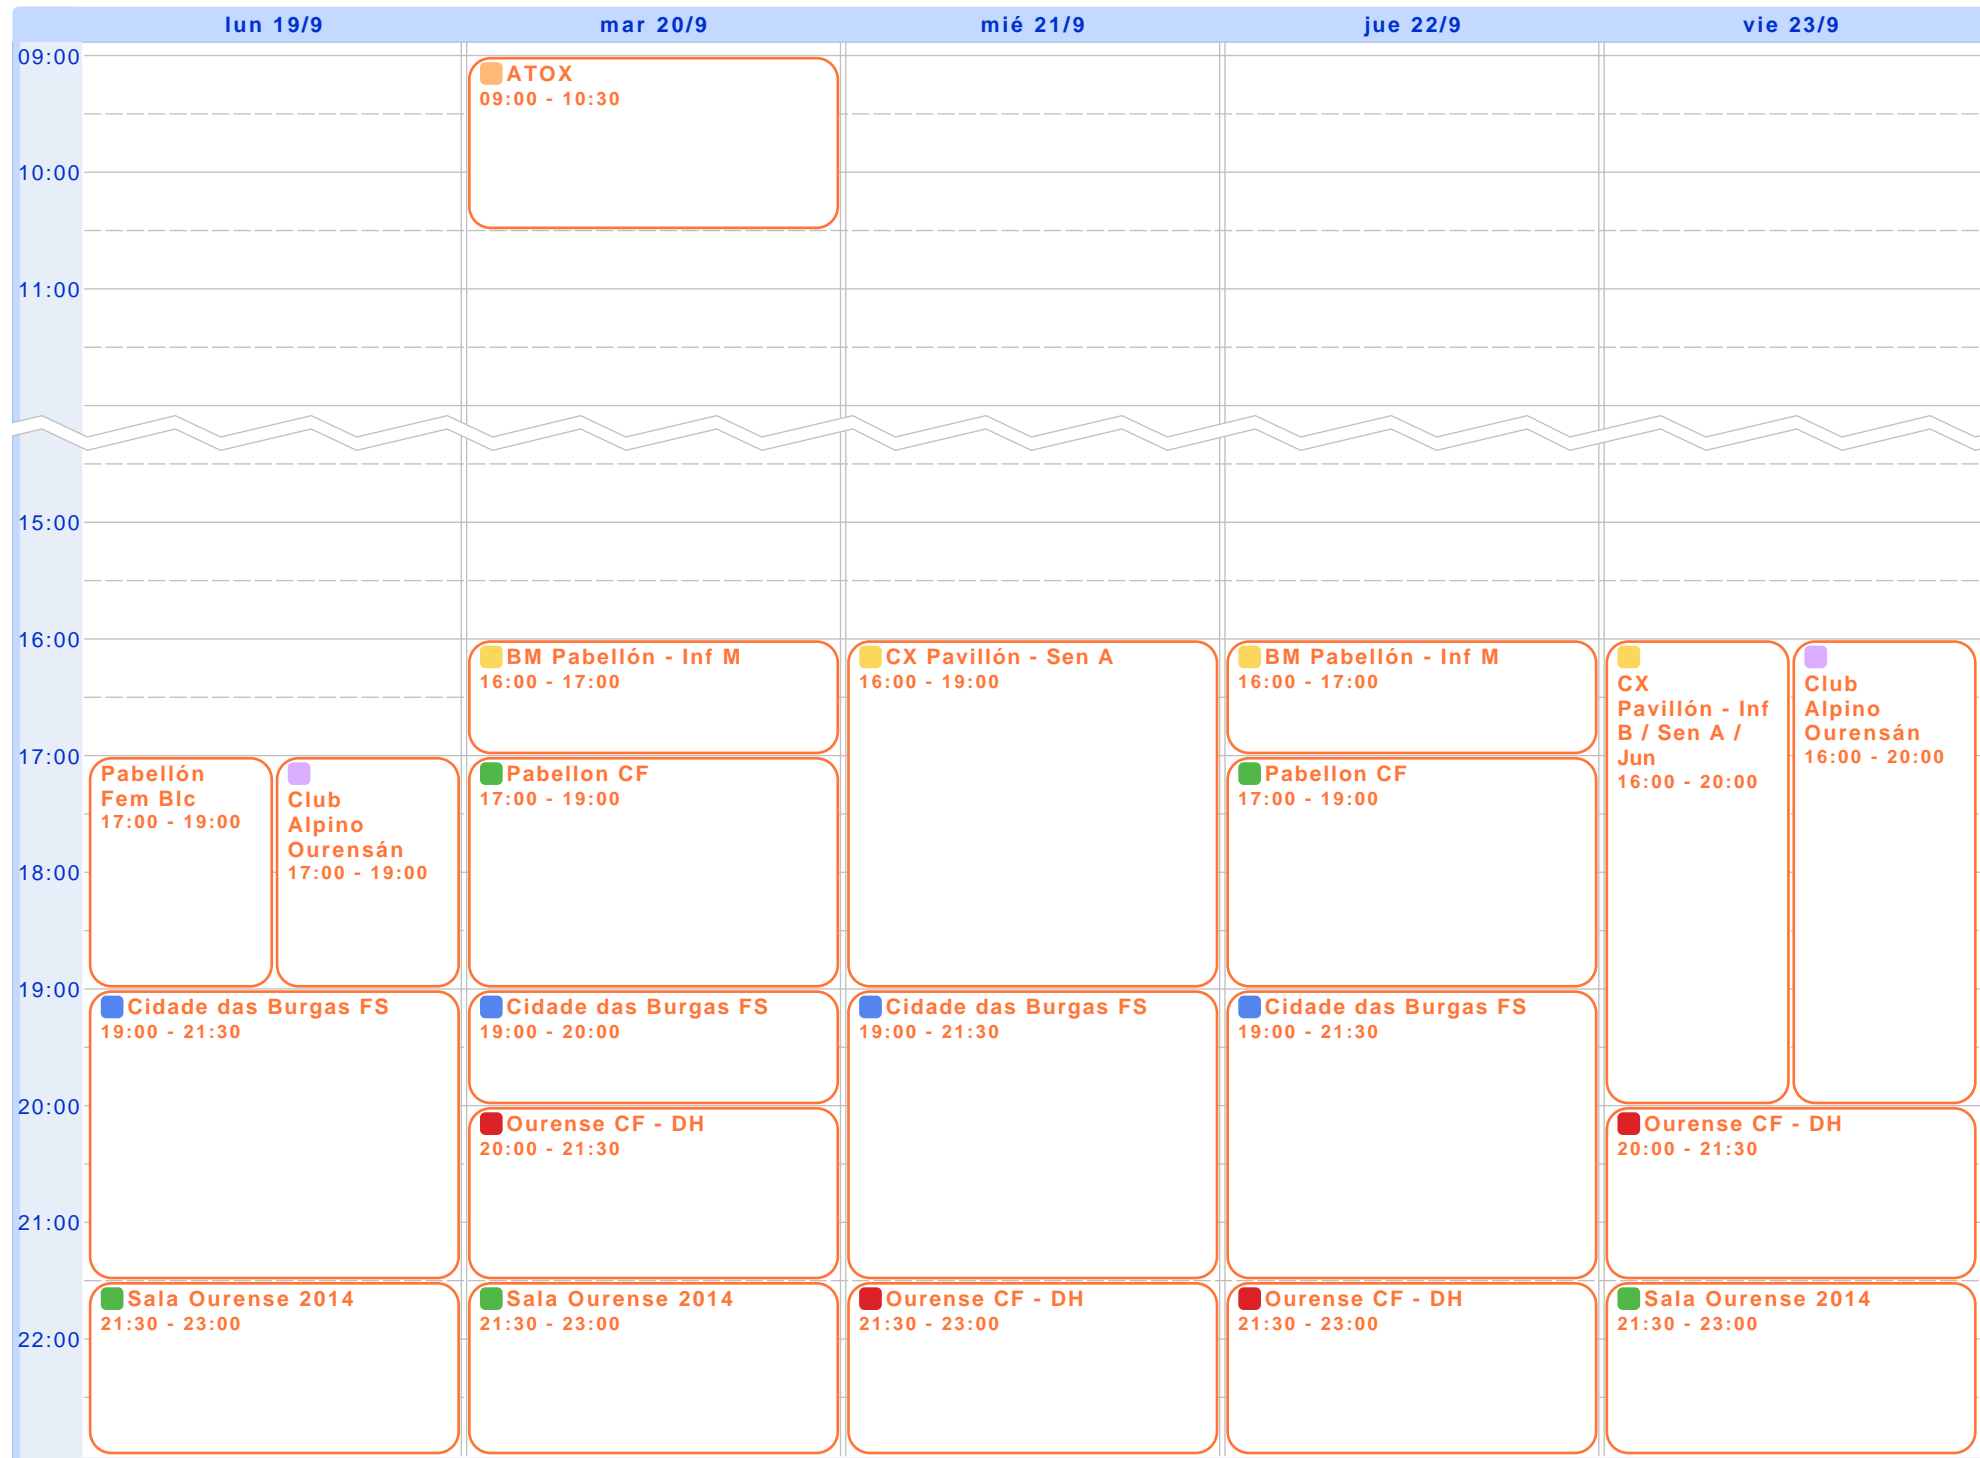 lun 19/9
mar 20/9
mié 21/9
jue 22/9
vie 23/9
09:00
10:00
11:00
15:00
16:00
17:00
18:00
19:00
20:00
21:00
22:00
Pabellón
Fem Blc
17:00 - 19:00
Club
Alpino
Ourensán
17:00 - 19:00
Cidade das Burgas FS
19:00 - 21:30
Sala Ourense 2014
21:30 - 23:00
ATOX
09:00 - 10:30
BM Pabellón - Inf M
16:00 - 17:00
Pabellon CF
17:00 - 19:00
Cidade das Burgas FS
19:00 - 20:00
Ourense CF - DH
20:00 - 21:30
Sala Ourense 2014
21:30 - 23:00
CX Pavillón - Sen A
16:00 - 19:00
Cidade das Burgas FS
19:00 - 21:30
Ourense CF - DH
21:30 - 23:00
BM Pabellón - Inf M
16:00 - 17:00
Pabellon CF
17:00 - 19:00
Cidade das Burgas FS
19:00 - 21:30
Ourense CF - DH
21:30 - 23:00
CX
Pavillón - Inf
B / Sen A /
Jun
16:00 - 20:00
Club
Alpino
Ourensán
16:00 - 20:00
Ourense CF - DH
20:00 - 21:30
Sala Ourense 2014
21:30 - 23:00